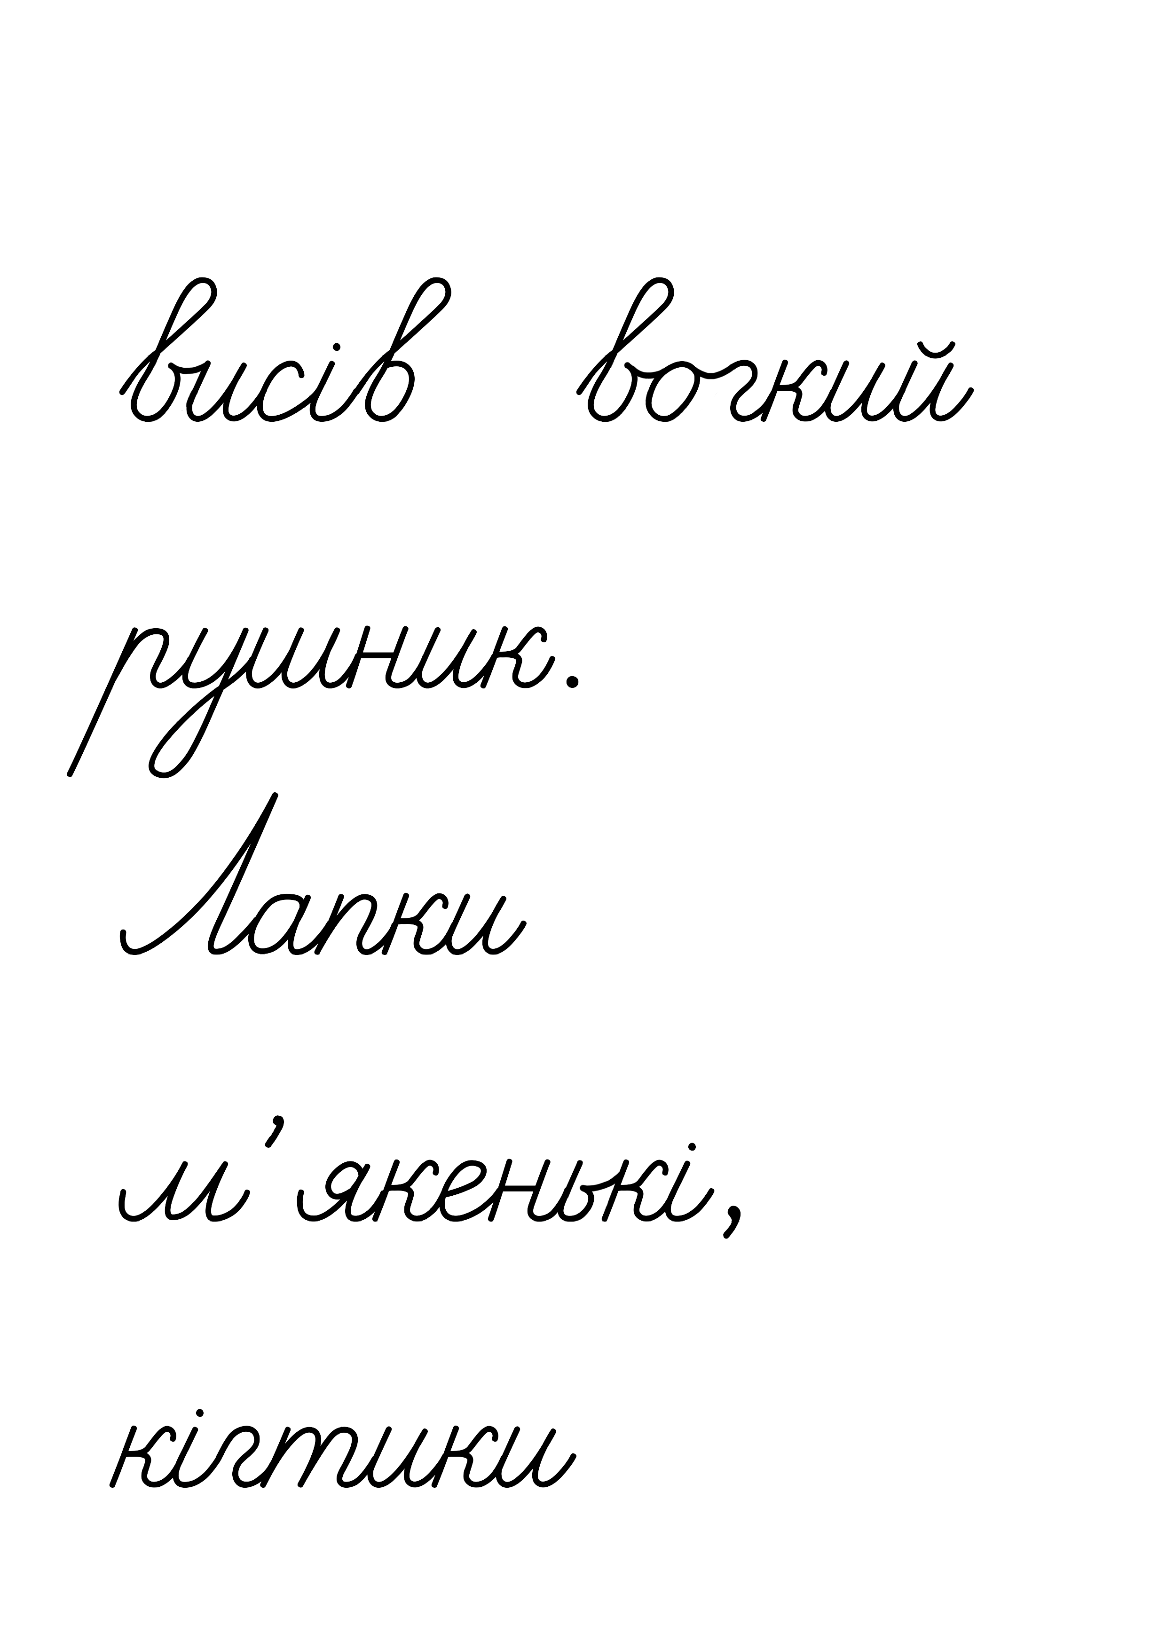 висів вогкий
рушник.
Лапки
м’якенькі,
кігтики